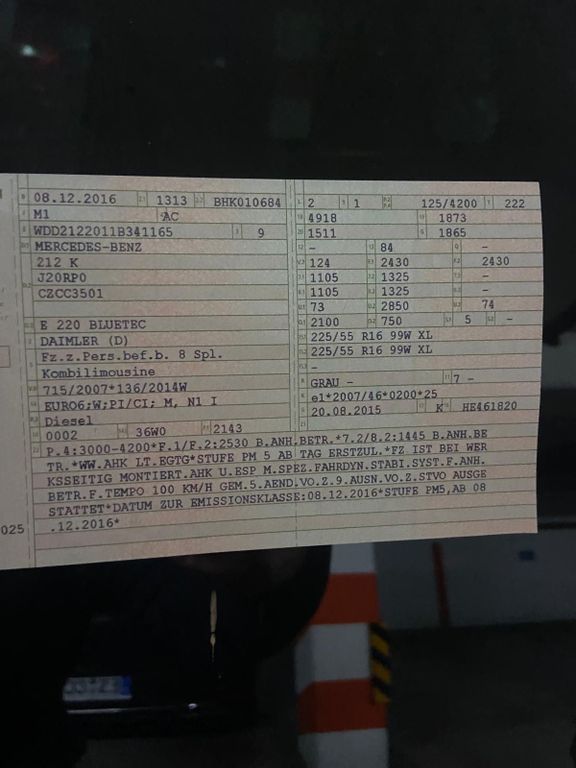 08.12.2016 1313 BHK010684
M1 AC
WDD2122011B341165 9
MERCEDES-BENZ
212 K
J20RP0
CZCC3501
E 220 BLUETEC
DAIMLER (D)
Fz.z.Pers.bef.b. 8 Spl.
Kombilimousine
715/2007*136/2014W
EURO6;W;PI/CI; M, N1 I
Diesel
0002 36W0 2143
2 1 125/4200 222
4918 1873
1511 1865
- 84 -
124 2430 2430
1105 1325 -
1105 1325 -
73 2850 74
2100 750 5 -
225/55 R16 99W XL
225/55 R16 99W XL
-
GRAU - 7 -
e1*2007/46*0200*25
20.08.2015 K HE461820
P.4:3000-4200*F.1/F.2:2530 B.ANH.BETR.*7.2/8.2:1445 B.ANH.BE
TR.*WW.AHK LT.EGTG*STUFE PM 5 AB TAG ERSTZUL.*FZ IST BEI WER
KSSEITIG MONTIERT.AHK U.ESP M.SPEZ.FAHRDYN.STABI.SYST.F.ANH.
BETR.F.TEMPO 100 KM/H GEM.5.AEND.VO.Z.9.AUSN.VO.Z.STVO AUSGE
STATTET*DATUM ZUR EMISSIONSKLASSE:08.12.2016*STUFE PM5,AB 08
.12.2016*
025